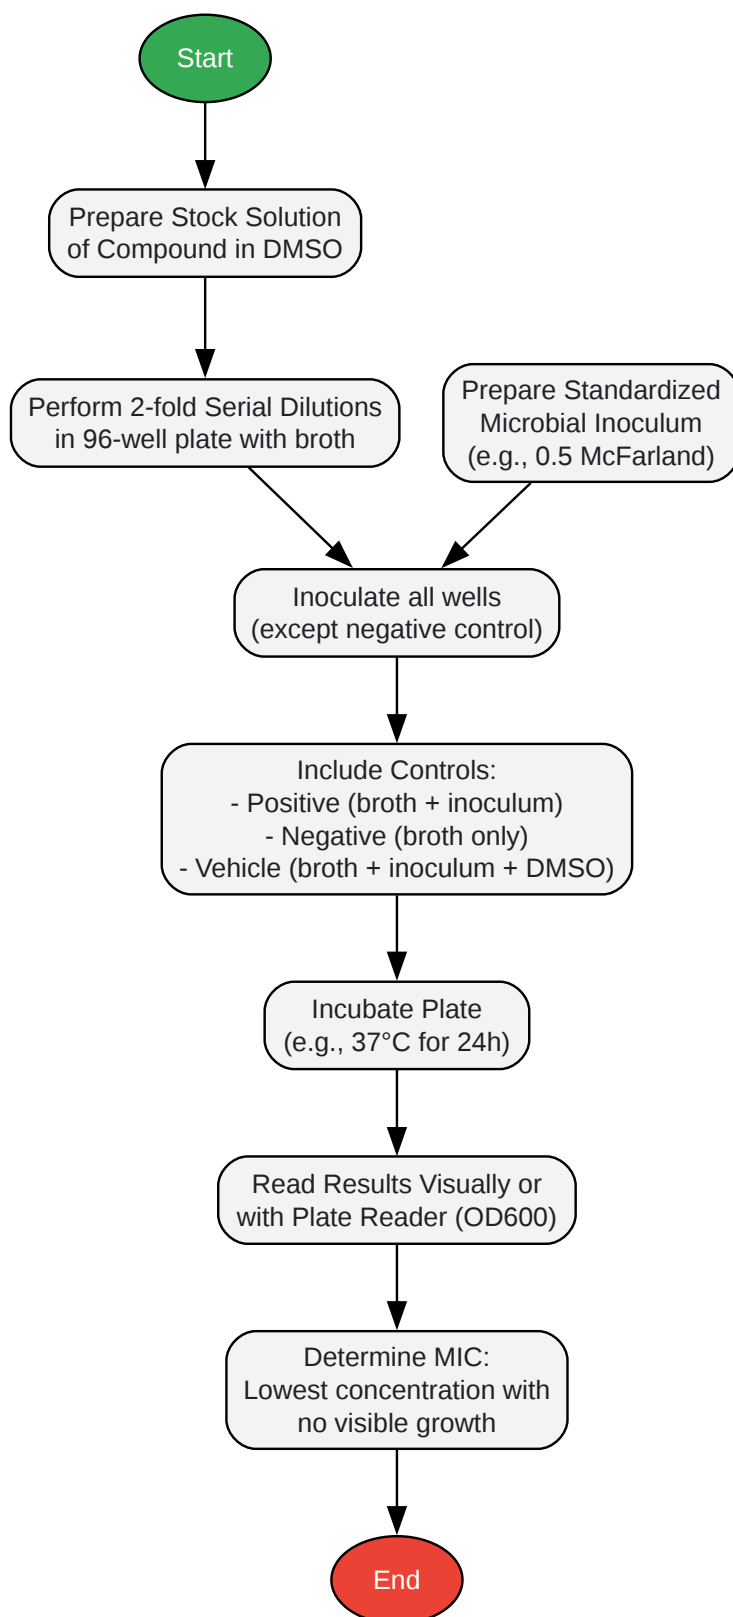 Start
Prepare Stock Solution
of Compound in DMSO
Perform 2-fold Serial Dilutions
in 96-well plate with broth
Prepare Standardized
Microbial Inoculum
(e.g., 0.5 McFarland)
Inoculate all wells
(except negative control)
Include Controls:
- Positive (broth + inoculum)
- Negative (broth only)
- Vehicle (broth + inoculum + DMSO)
Incubate Plate
(e.g., 37°C for 24h)
Read Results Visually or
with Plate Reader (OD600)
Determine MIC:
Lowest concentration with
no visible growth
End